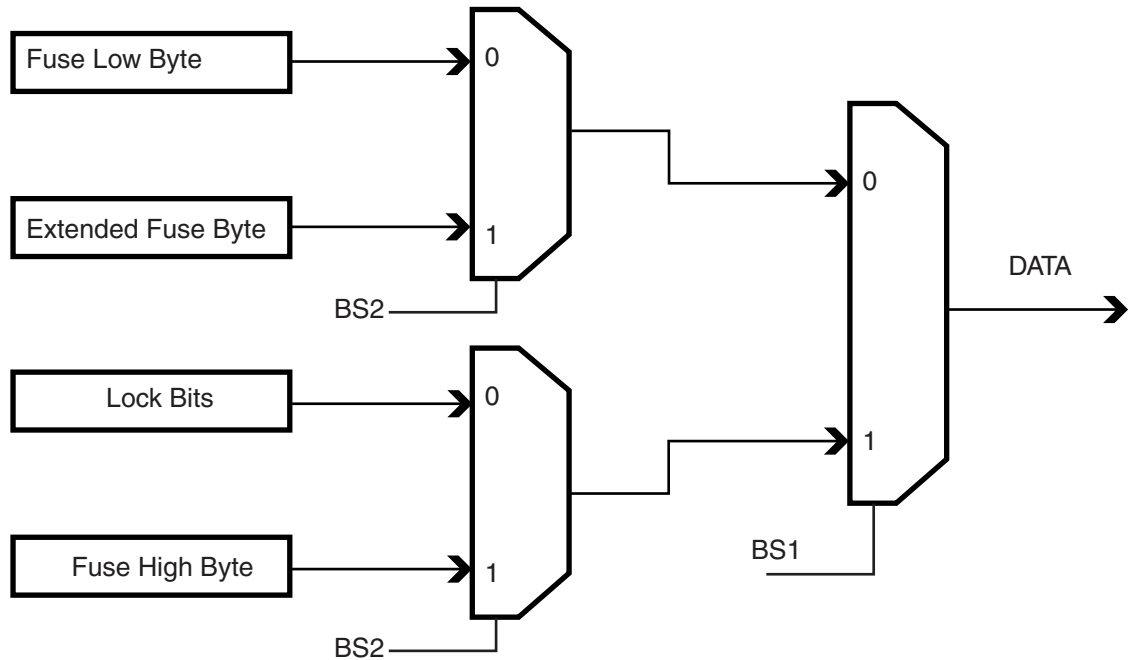 Fuse Low Byte
0
Extended Fuse Byte
1
BS2
0
DATA
Lock Bits
0
1
Fuse High Byte
1
BS1
BS2